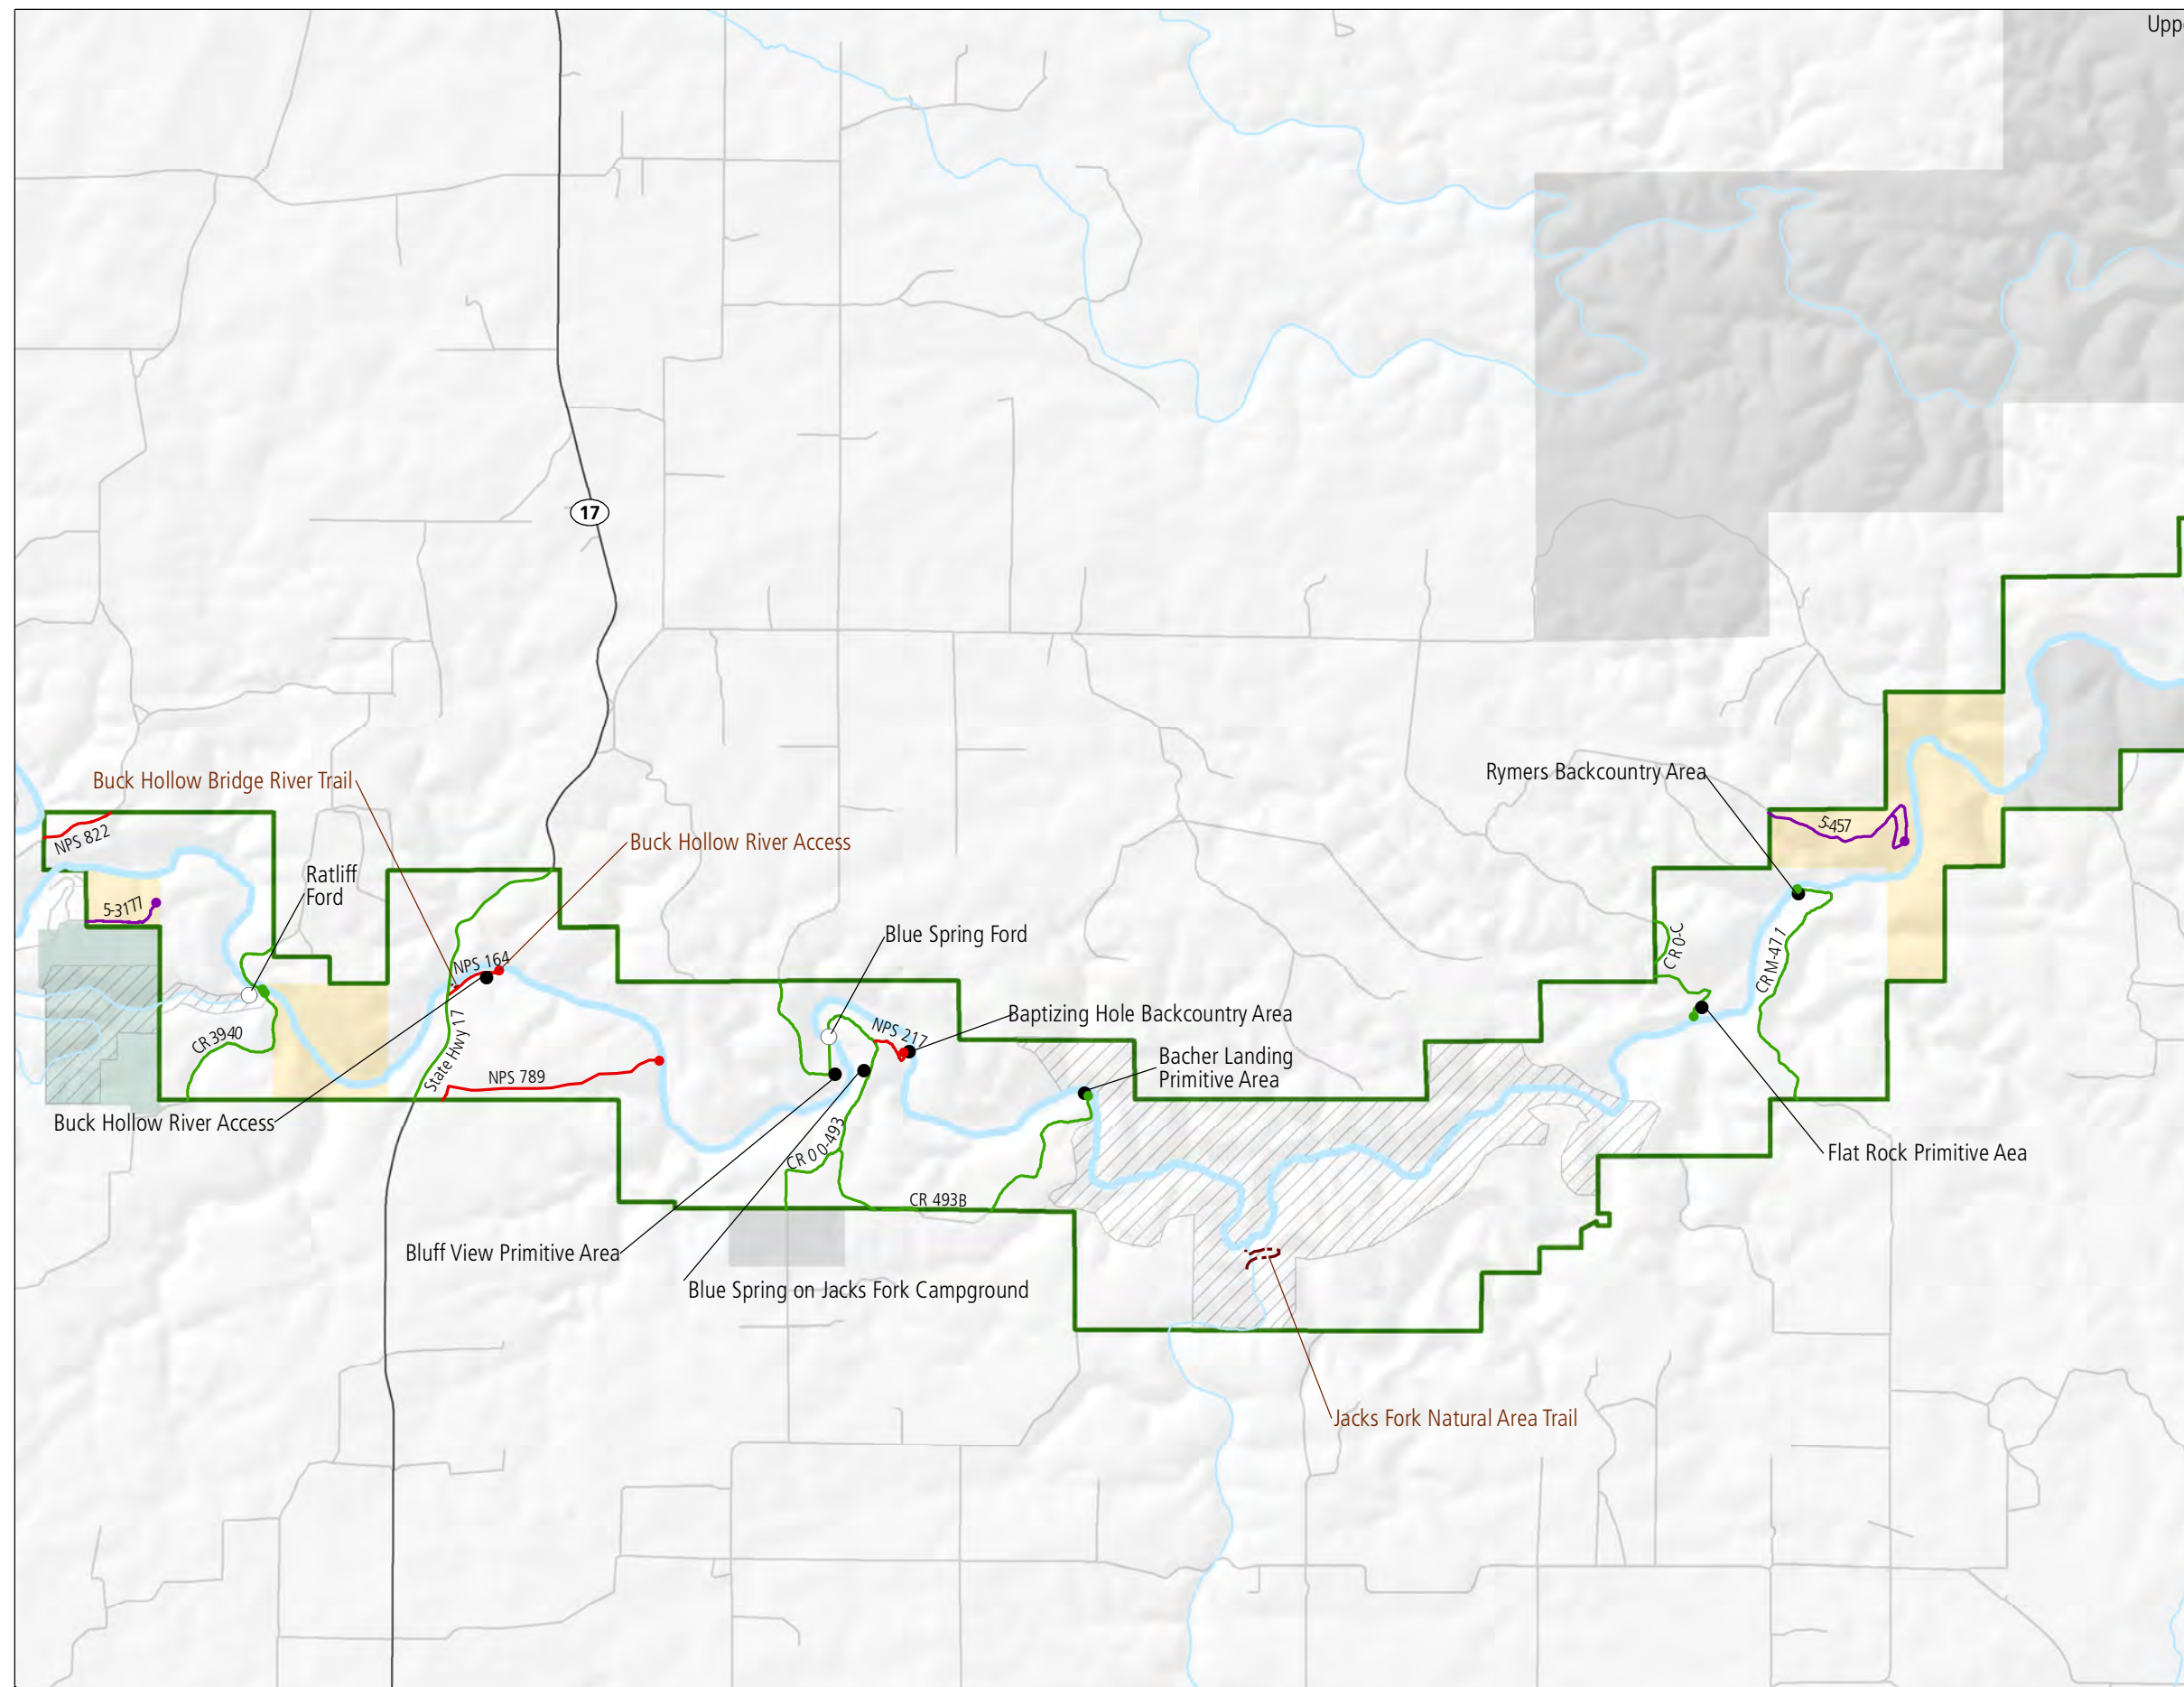 Upp
17
Rymers Backcountry Area
Buck Hollow Bridge River Trail
5-457
NPS 822
Buck Hollow River Access
Ratliff
Ford
5-3177
Blue Spring Ford
CR 0-C
CR M-471
NPS 164
Baptizing Hole Backcountry Area
NPS 217
CR 3940
Bacher Landing
Primitive Area
State Hwy 17
NPS 789
Buck Hollow River Access
CR 00-493
Flat Rock Primitive Aea
CR 493B
Bluff View Primitive Area
Blue Spring on Jacks Fork Campground
Jacks Fork Natural Area Trail